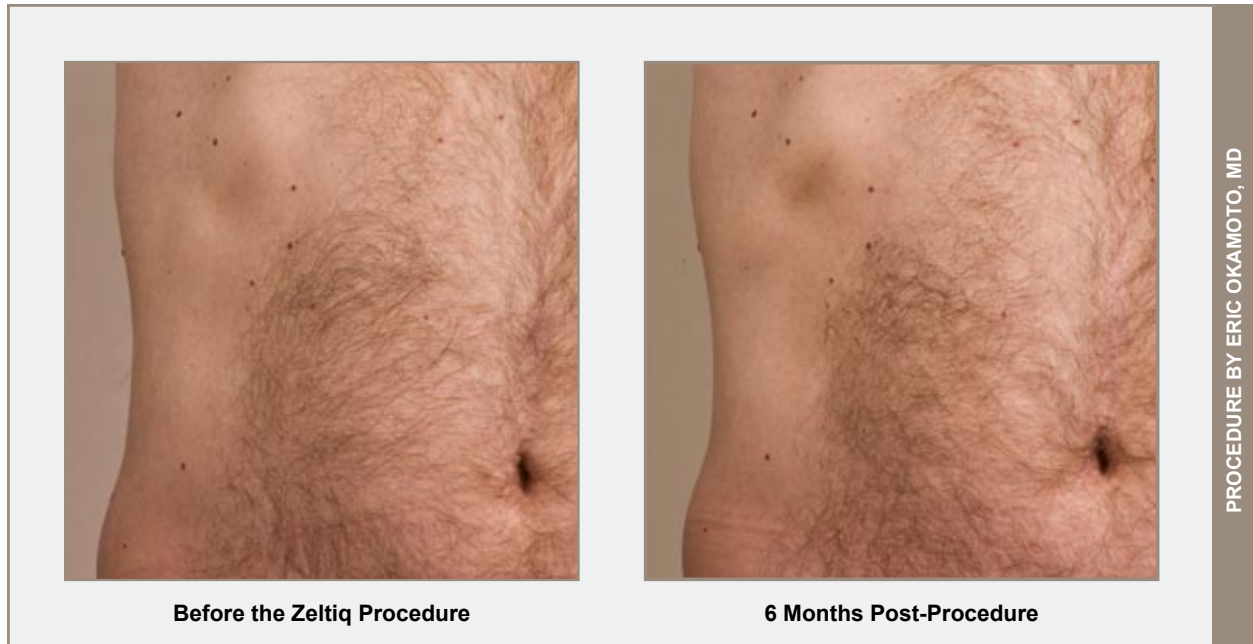 Before the Zeltiq Procedure
6 Months Post-Procedure
PROCEDURE BY ERIC OKAMOTO, MD